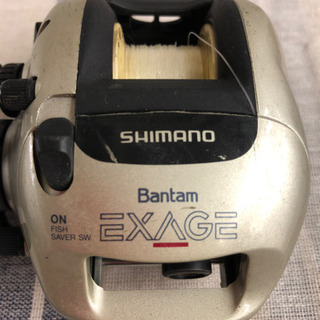 SHIMANO
Bantam
EXAGE
ON
FISH
SAVER SW